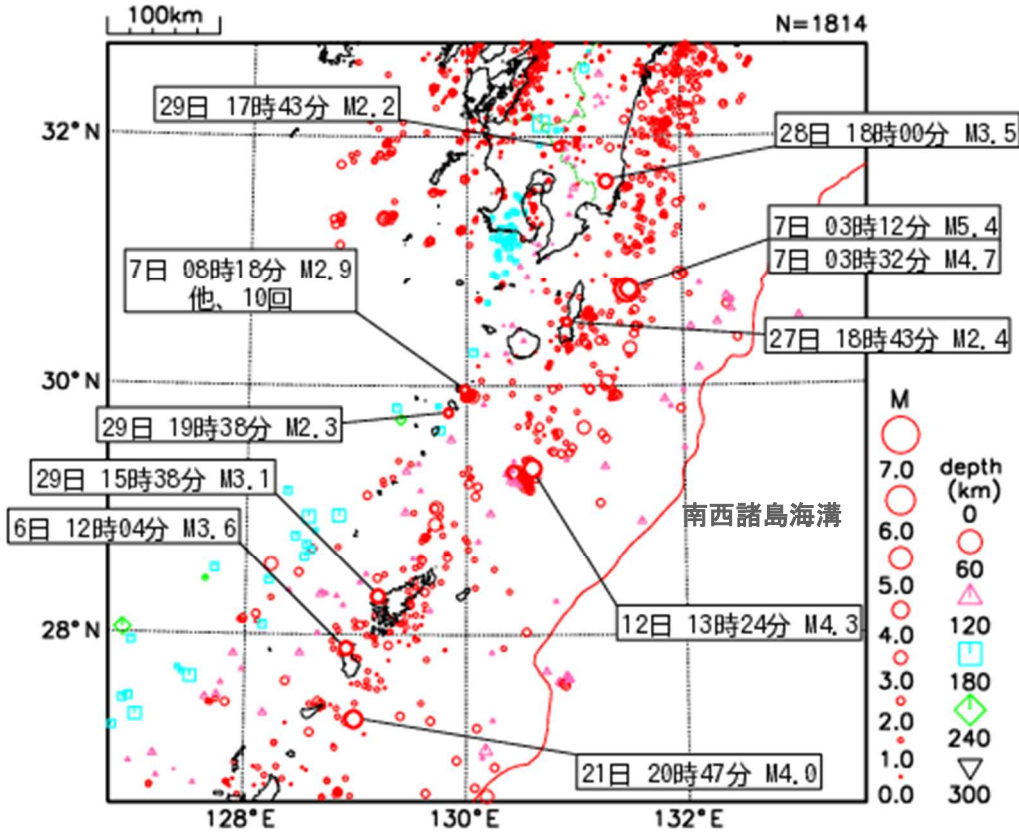 100km
N=1814
29日 17時43分 M2.2
32°N
28日 18時00分 M3.5
7日 03時12分 M5.4
7日 03時32分 M4.7
7日 08時18分 M2.9
他、10回
27日 18時43分 M2.4
30°N
29日 19時38分 M2.3
29日 15時38分 M3.1
6日 12時04分 M3.6
南西諸島海溝
12日 13時24分 M4.3
28°N
21日 20時47分 M4.0
128°E
130°E
132°E
M
7.0
6.0
5.0
4.0
3.0
2.0
1.0
0.0
depth
(km)
0
60
120
180
240
300